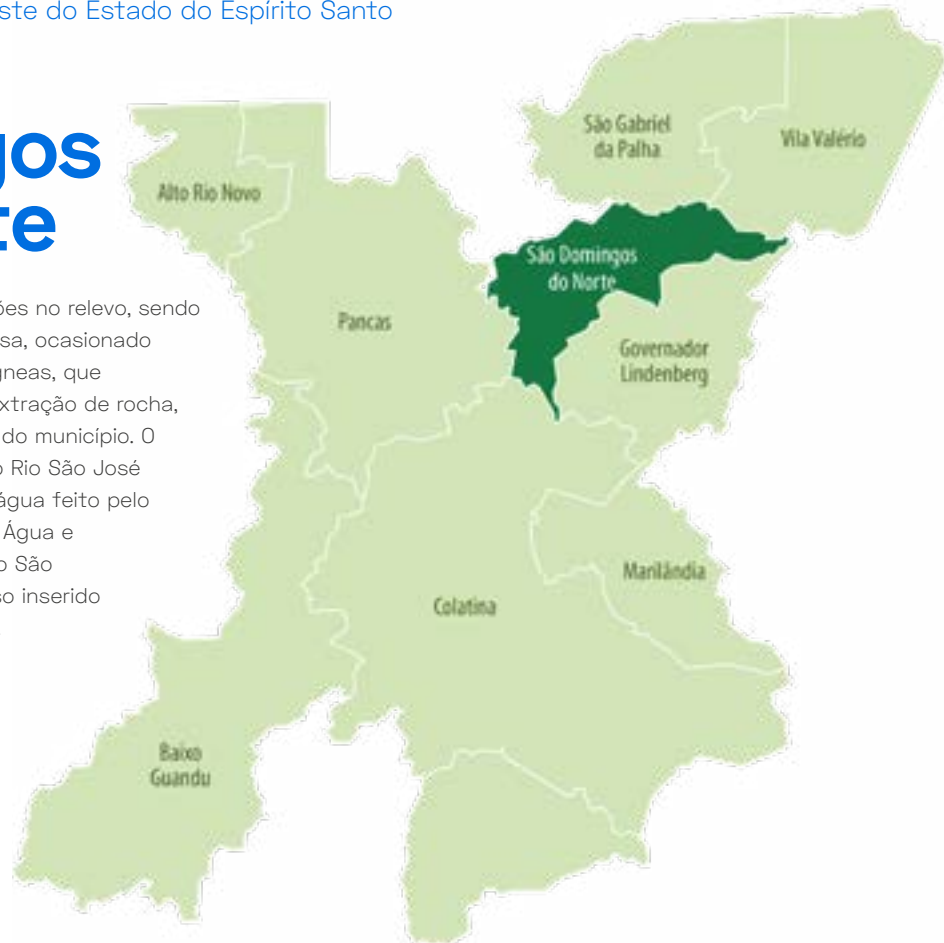 ste do Estado do Espírito Santo
gos
te
ões no relevo, sendo
sa, ocasionado
gneas, que
xtração de rocha,
do município. O
o Rio São José
água feito pelo
Água e
o São
so inserido
São Gabriel
da Palha
Vila Valério
Alto Rio Novo
São Domingos
do Norte
Pancas
Governador
Lindenberg
Marilândia
Colatina
Baixo
Guandu